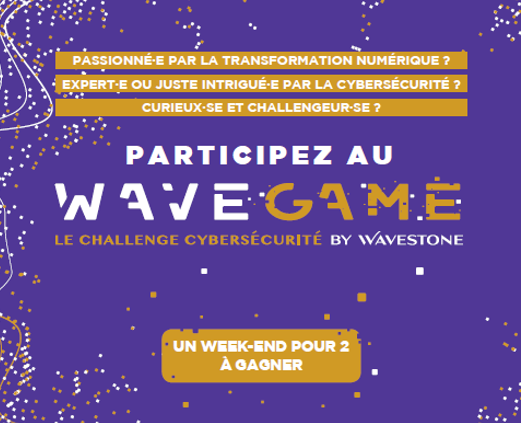 PASSIONNÉ·E PAR LA TRANSFORMATION NUMÉRIQUE ?
EXPERT·E OU JUSTE INTRIGUÉ·E PAR LA CYBERSÉCURITÉ ?
CURIEUX·SE ET CHALLENGEUR·SE ?
PARTICIPEZ AU
WAVEGAME
LE CHALLENGE CYBERSÉCURITÉ BY WAVESTONE
UN WEEK-END POUR 2
À GAGNER